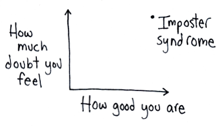 How
much
doubt you
feel
Imposter
syndrome
How good you are